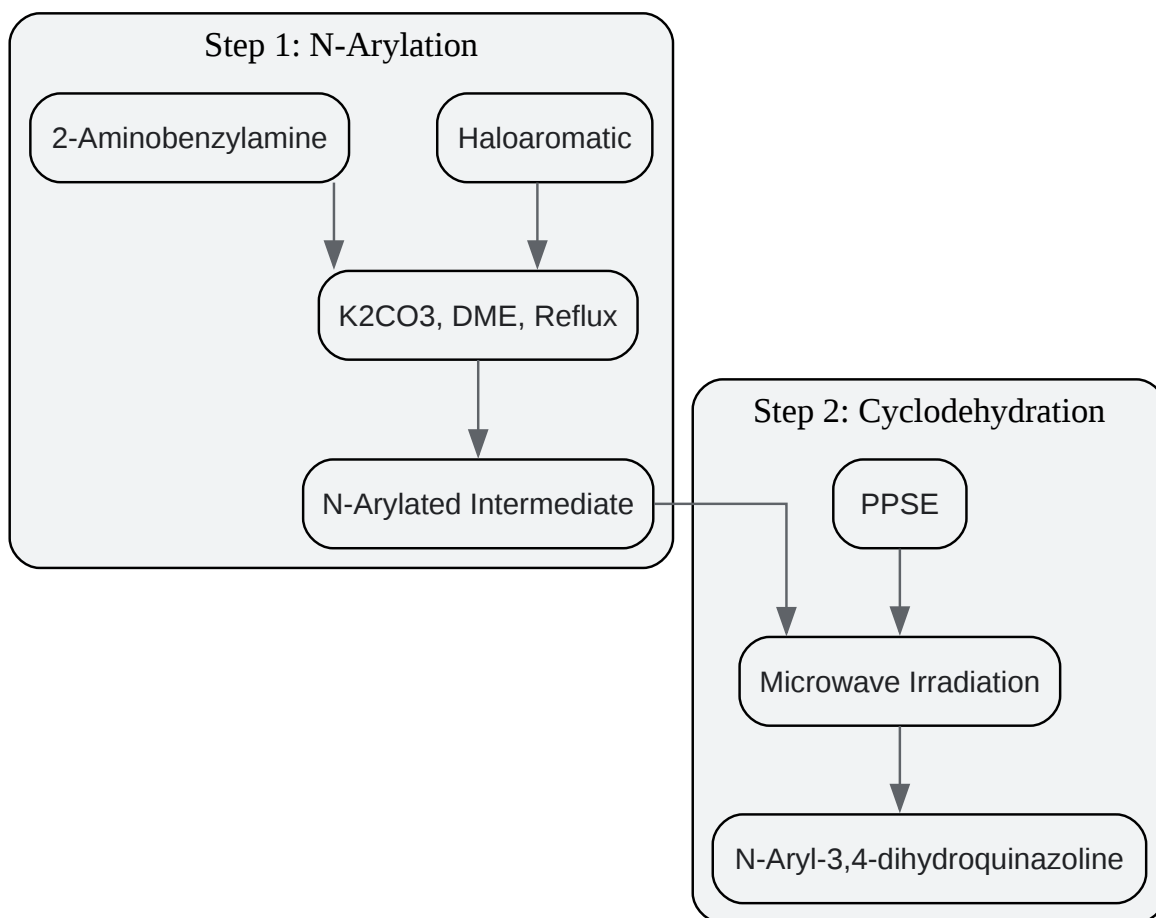 Step 1: N-Arylation
2-Aminobenzylamine
Haloaromatic
K2CO3, DME, Reflux
N-Arylated Intermediate
Step 2: Cyclodehydration
PPSE
Microwave Irradiation
N-Aryl-3,4-dihydroquinazoline